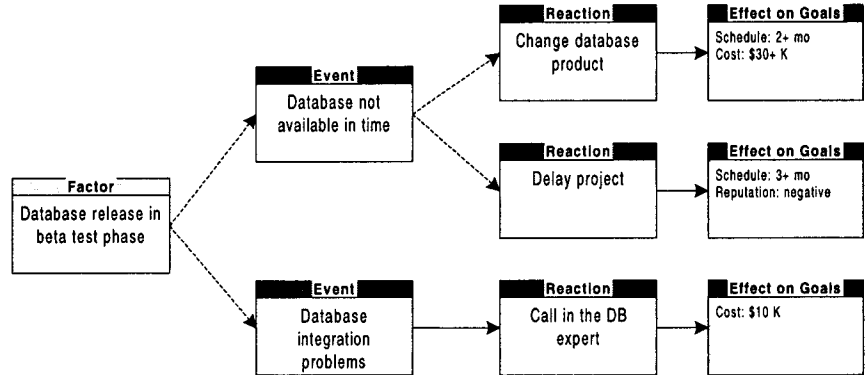 Reaction
Change database
product
Effect on Goals
Schedule: 2+ mo
Cost: $30+ K
Event
Database not
available in time
Reaction
Delay project
Effect on Goals
Schedule: 3+ mo
Reputation: negative
Factor
Database release in
beta test phase
Event
Database
integration
problems
Reaction
Call in the DB
expert
Effect on Goals
Cost: $10 K